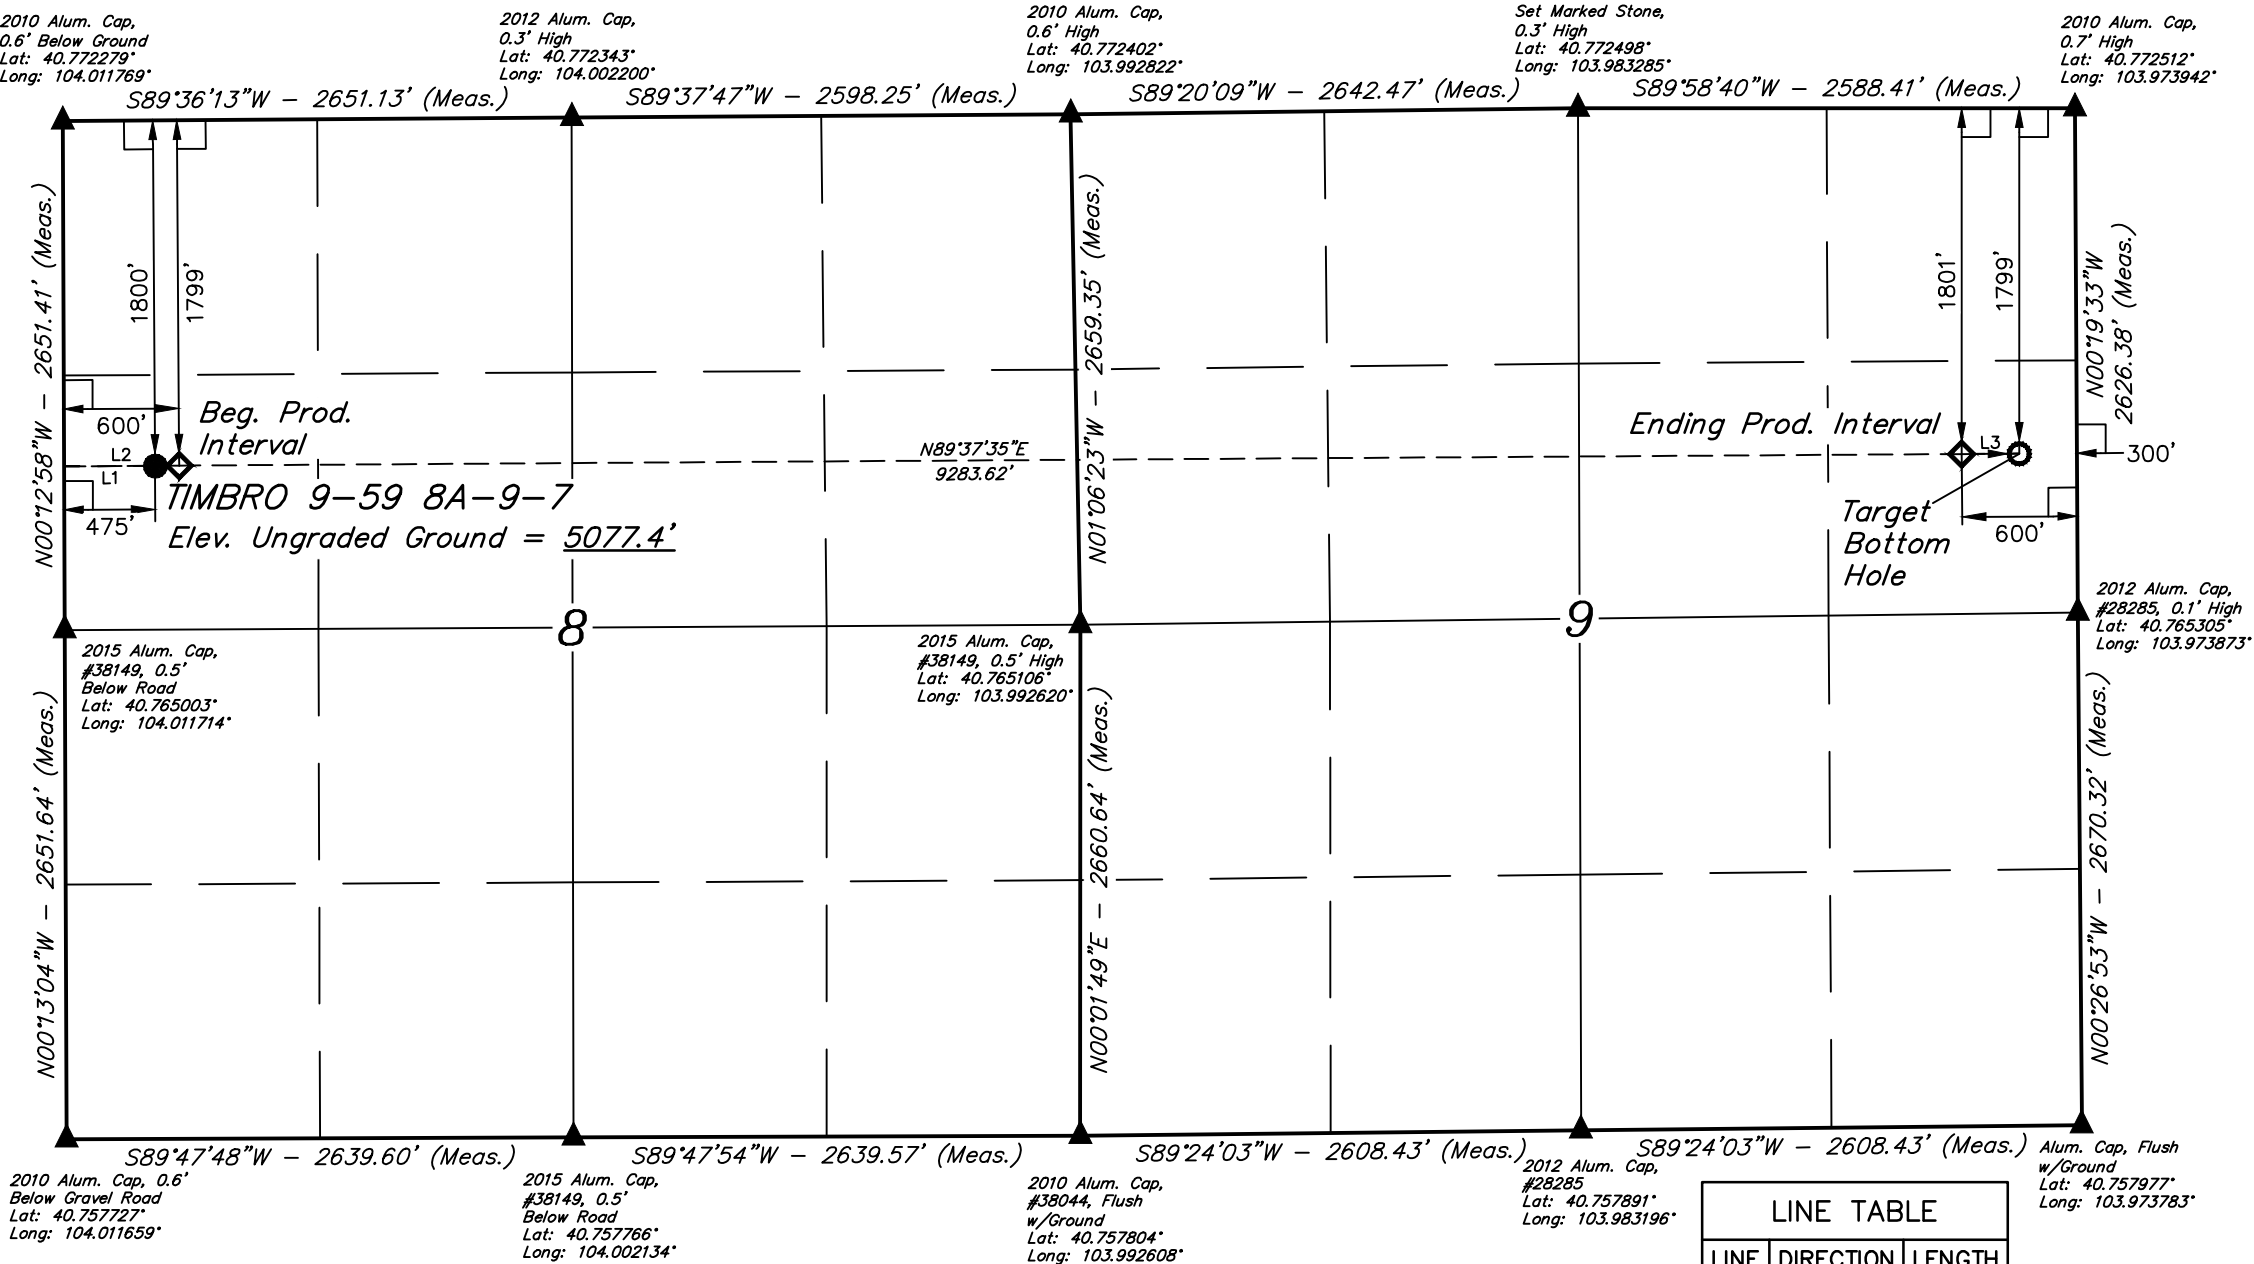 2010 Alum. Cap,
0.6' Below Ground
Lat: 40.772279°
Long: 104.011769°
2012 Alum. Cap,
0.3' High
Lat: 40.772343°
Long: 104.002200°
2010 Alum. Cap,
0.6' High
Lat: 40.772402°
Long: 103.992822°
Set Marked Stone,
0.3' High
Lat: 40.772498°
Long: 103.983285°
2010 Alum. Cap,
0.7' High
Lat: 40.772512°
Long: 103.973942°
S89°36'13"W – 2651.13' (Meas.)
S89°37'47"W – 2598.25' (Meas.)
S89°20'09"W – 2642.47' (Meas.)
S89°58'40"W – 2588.41' (Meas.)
N00°12'58"W – 2651.41' (Meas.)
1800'
1799'
N01°06'23"W – 2659.35' (Meas.)
1801'
1799'
N00°19'33"W
2626.38' (Meas.)
600'
Beg. Prod.
Interval
L2
L1
475'
TIMBRO 9-59 8A-9-7
Elev. Ungraded Ground = 5077.4'
N89°37'35"E
9283.62'
Ending Prod. Interval
L3
300'
600'
Target
Bottom
Hole
8
9
2015 Alum. Cap,
#38149, 0.5'
Below Road
Lat: 40.765003°
Long: 104.011714°
2015 Alum. Cap,
#38149, 0.5' High
Lat: 40.765106°
Long: 103.992620°
2012 Alum. Cap,
#28285, 0.1' High
Lat: 40.765305°
Long: 103.973873°
N00°13'04"W – 2651.64' (Meas.)
N00°01'49"E – 2660.64' (Meas.)
N00°26'53"W – 2670.32' (Meas.)
S89°47'48"W – 2639.60' (Meas.)
S89°47'54"W – 2639.57' (Meas.)
S89°24'03"W – 2608.43' (Meas.)
S89°24'03"W – 2608.43' (Meas.)
2010 Alum. Cap, 0.6'
Below Gravel Road
Lat: 40.757727°
Long: 104.011659°
2015 Alum. Cap,
#38149, 0.5'
Below Road
Lat: 40.757766°
Long: 104.002134°
2010 Alum. Cap,
#38044, Flush
w/Ground
Lat: 40.757804°
Long: 103.992608°
2012 Alum. Cap,
#28285
Lat: 40.757891°
Long: 103.983196°
Alum. Cap, Flush
w/Ground
Lat: 40.757977°
Long: 103.973783°
LINE TABLE
LINE DIRECTION LENGTH